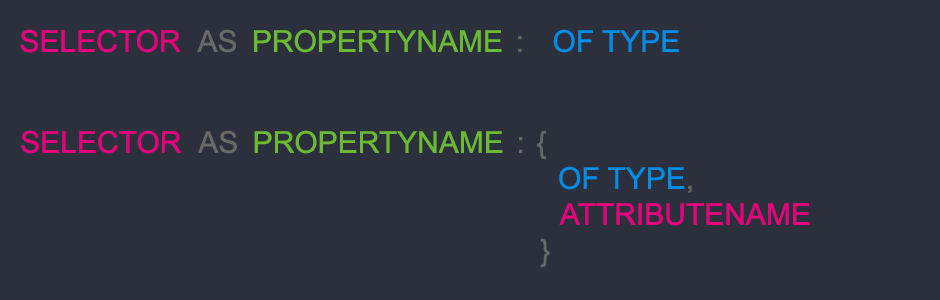 SELECTOR AS PROPERTYNAME : OF TYPE
SELECTOR AS PROPERTYNAME : {
OF TYPE,
ATTRIBUTENAME
}